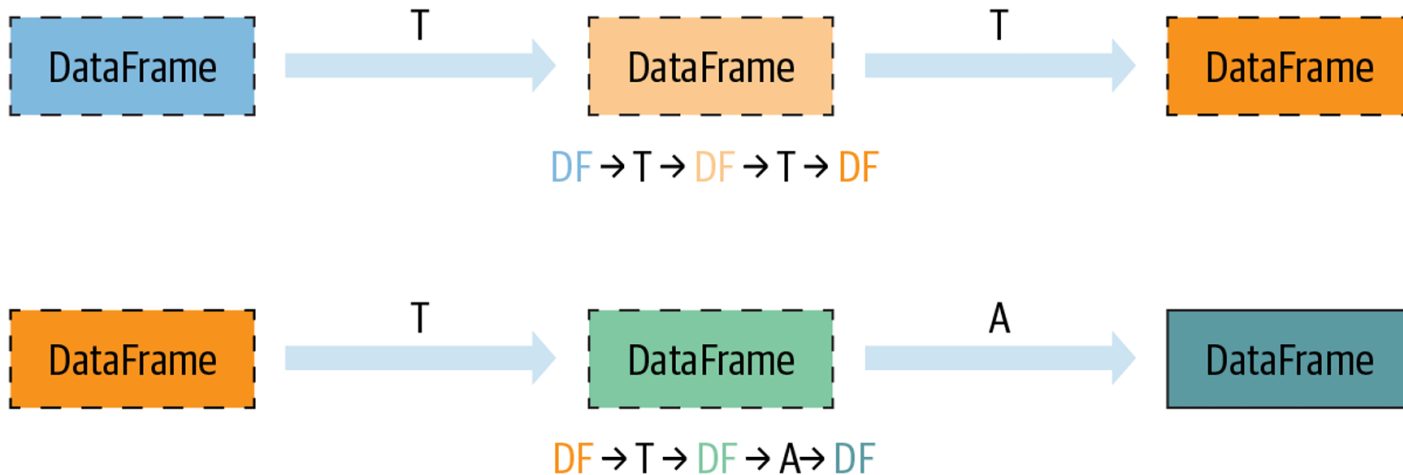 T T
DataFrame DataFrame DataFrame
DF → T → DF → T → DF
T A
DataFrame DataFrame DataFrame
DF → T → DF → A→ DF